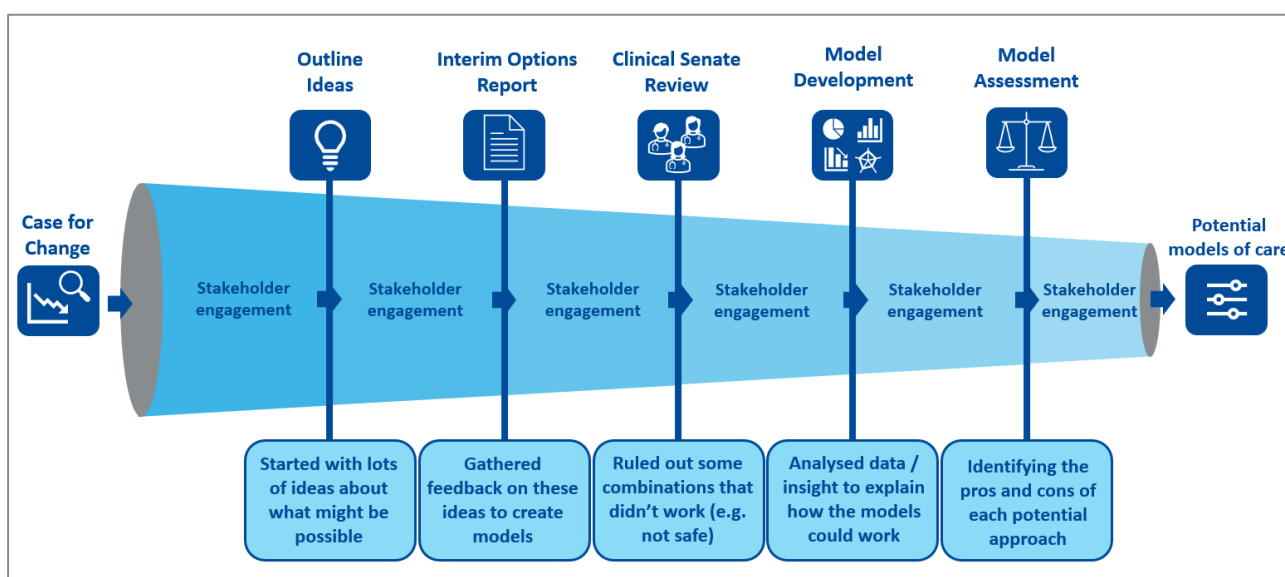 Outline
Ideas
Interim Options
Report
Clinical Senate
Review
Model
Development
Model
Assessment
Case for
Change
Stakeholder
engagement
Stakeholder
engagement
Stakeholder
engagement
Stakeholder
engagement
Stakeholder
engagement
Stakeholder
engagement
Potential
models of care
Started with lots
of ideas about
what might be
possible
Gathered
feedback on these
ideas to create
models
Ruled out some
combinations that
didn’t work (e.g.
not safe)
Analysed data /
insight to explain
how the models
could work
Identifying the
pros and cons of
each potential
approach